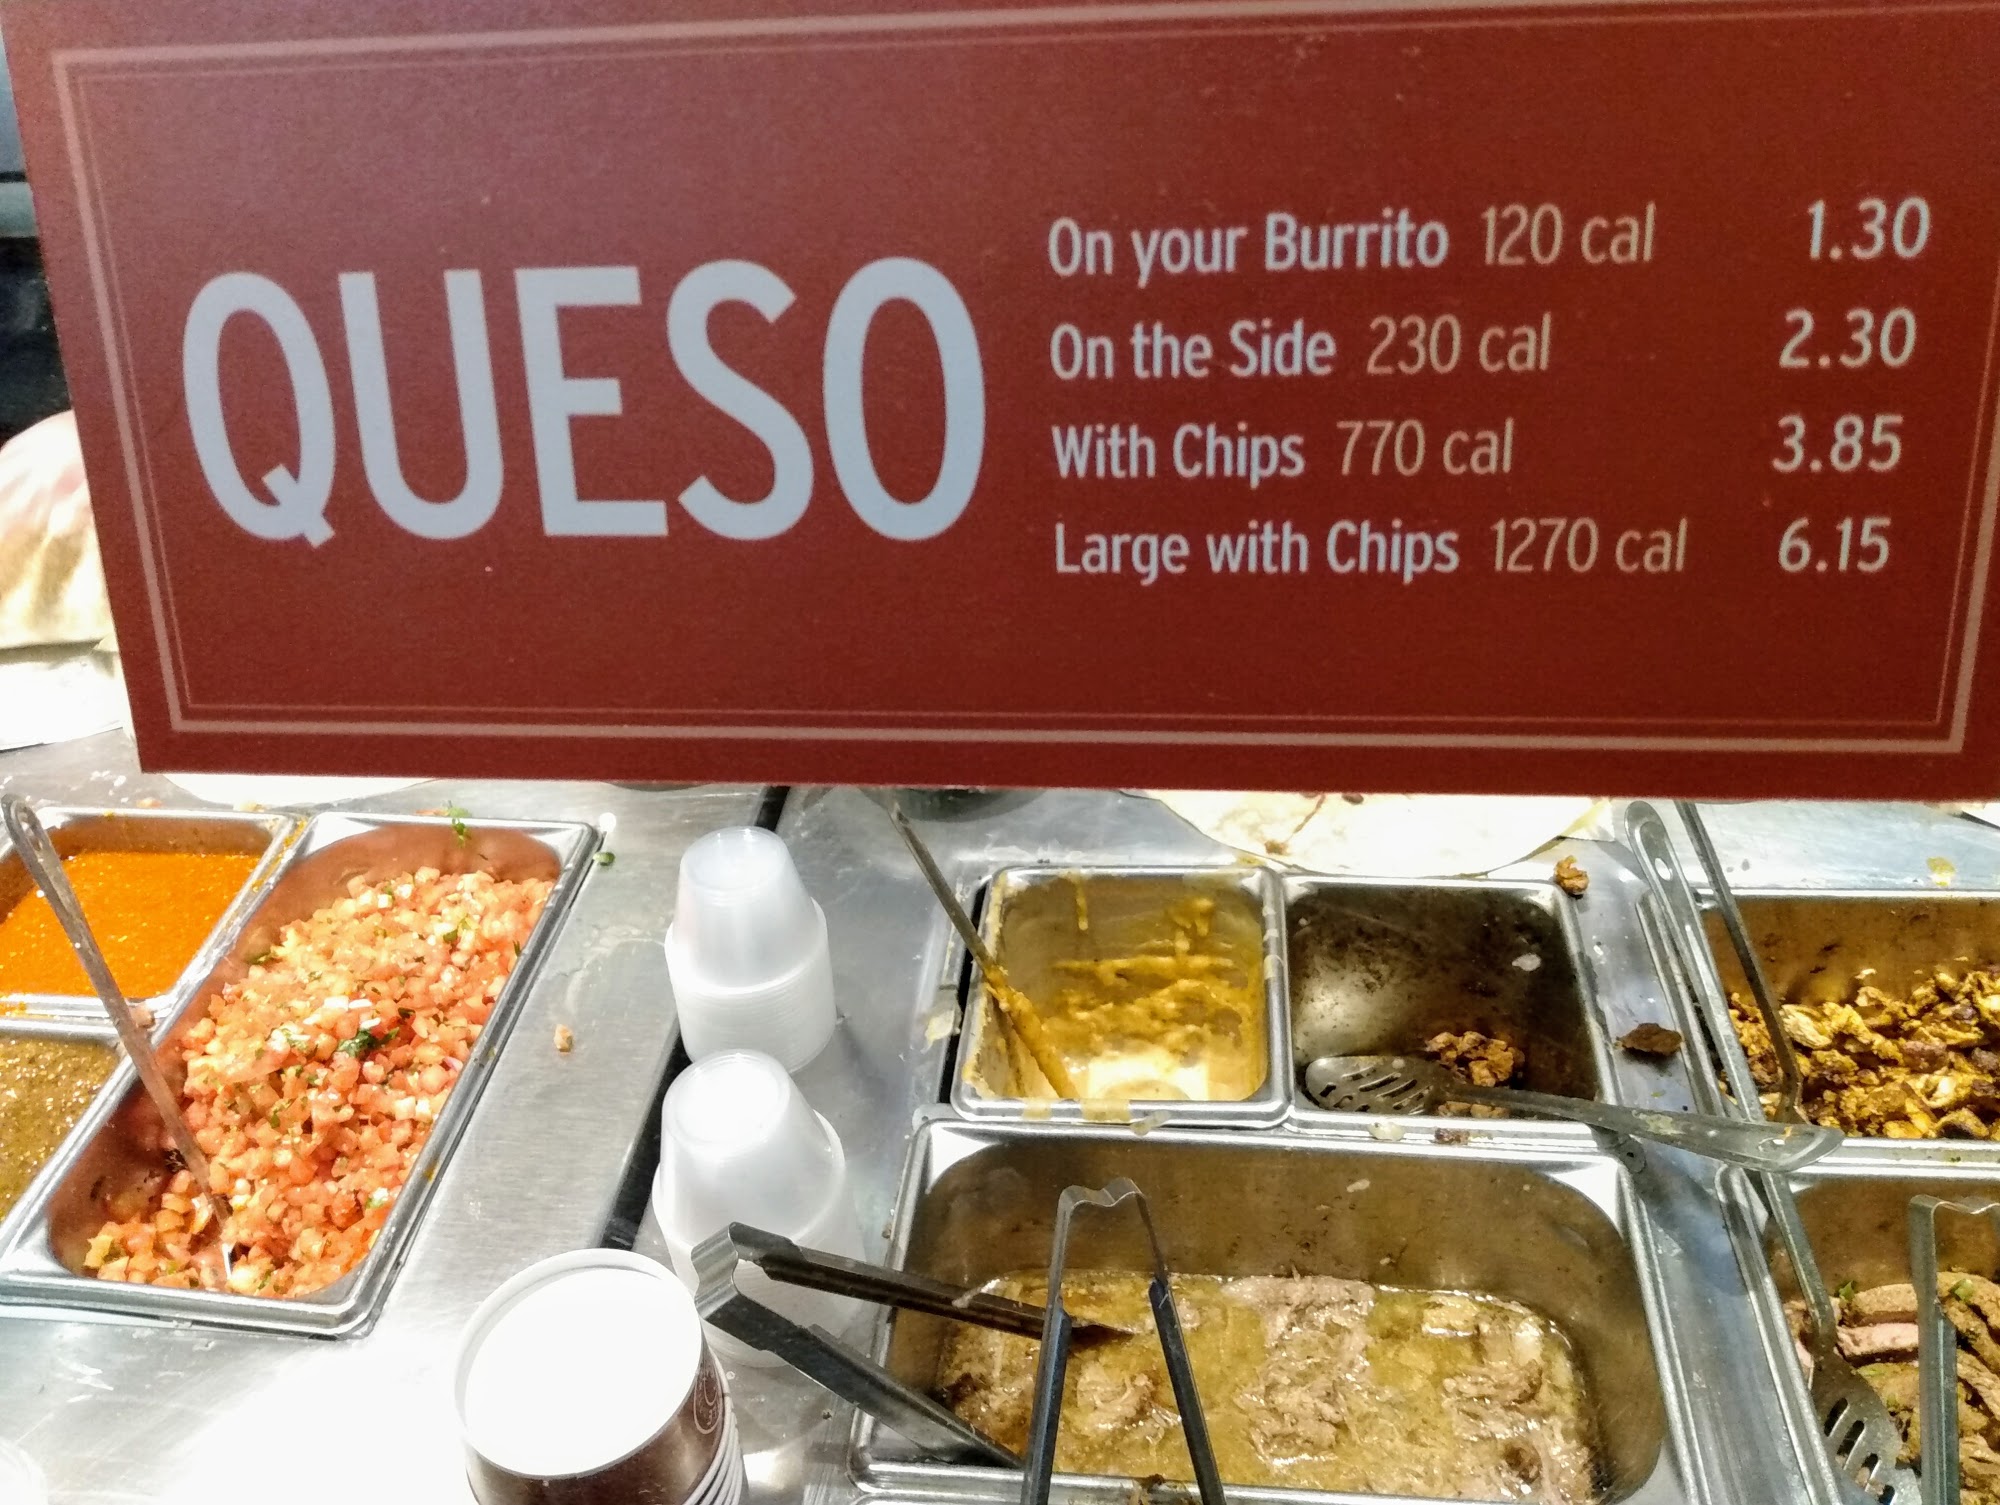 QUESO
On your Burrito 120 cal 1.30
On the Side 230 cal 2.30
With Chips 770 cal 3.85
Large with Chips 1270 cal 6.15